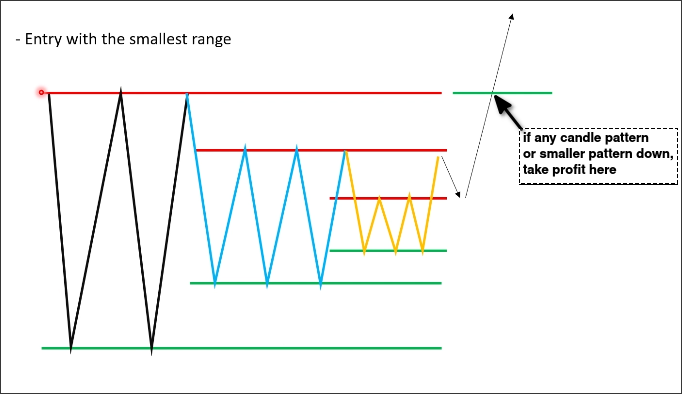 - Entry with the smallest range
if any candle pattern
or smaller pattern down,
take profit here